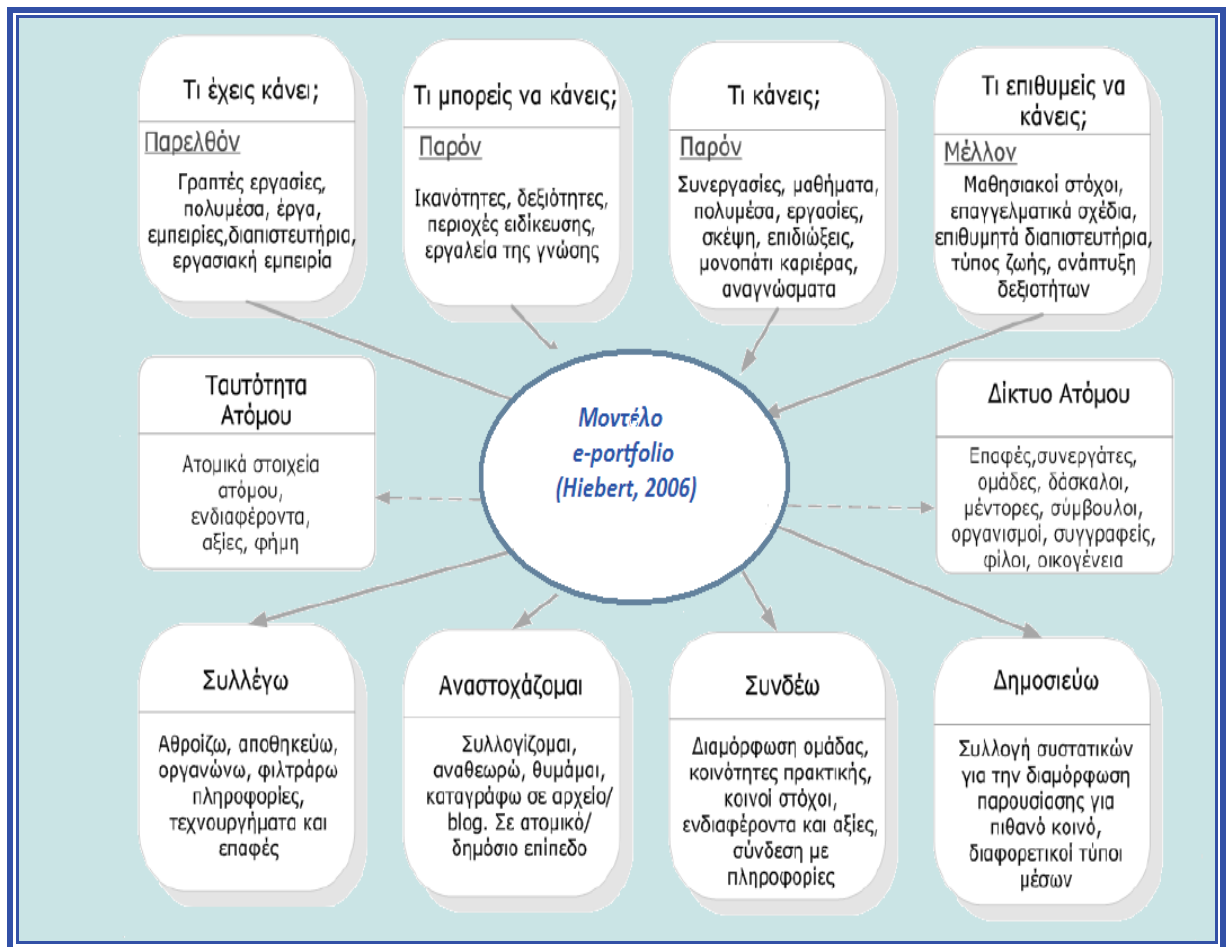 Τι έχεις κάνει;
Παρελθόν
Γραπτές εργασίες,
πολυμέσα, έργα,
εμπειρίες,διαπιστευτήρια,
εργασιακή εμπειρία
Τι μπορείς να κάνεις;
Παρόν
Ικανότητες, δεξιότητες,
περιοχές ειδίκευσης,
εργαλεία της γνώσης
Τι κάνεις;
Παρόν
Συνεργασίες, μαθήματα,
πολυμέσα, εργασίες,
σκέψη, επιδιώξεις,
μονοπάτι καριέρας,
αναγνώσματα
Τι επιθυμείς να
κάνεις;
Μέλλον
Μαθησιακοί στόχοι,
επαγγελματικά σχέδια,
επιθυμητά διαπιστευτήρια,
τύπος ζωής, ανάπτυξη
δεξιοτήτων
Ταυτότητα
Ατόμου
Ατομικά στοιχεία
ατόμου,
ενδιαφέροντα,
αξίες, φήμη
Μοντέλο
e-portfolio
(Hiebert, 2006)
Δίκτυο Ατόμου
Επαφές,συνεργάτες,
ομάδες, δάσκαλοι,
μέντορες, σύμβουλοι,
οργανισμοί, συγγραφείς,
φίλοι, οικογένεια
Συλλέγω
Αθροίζω, αποθηκεύω,
οργανώνω, φιλτράρω
πληροφορίες,
τεχνουργήματα και
επαφές
Αναστοχάζομαι
Συλλογίζομαι,
αναθεωρώ, θυμάμαι,
καταγράφω σε αρχείο/
blog. Σε ατομικό/
δημόσιο επίπεδο
Συνδέω
Διαμόρφωση ομάδας,
κοινότητες πρακτικής,
κοινοί στόχοι,
ενδιαφέροντα και αξίες,
σύνδεση με
πληροφορίες
Δημοσιεύω
Συλλογή συστατικών
για την διαμόρφωση
παρουσίασης για
πιθανό κοινό,
διαφορετικοί τύποι
μέσων